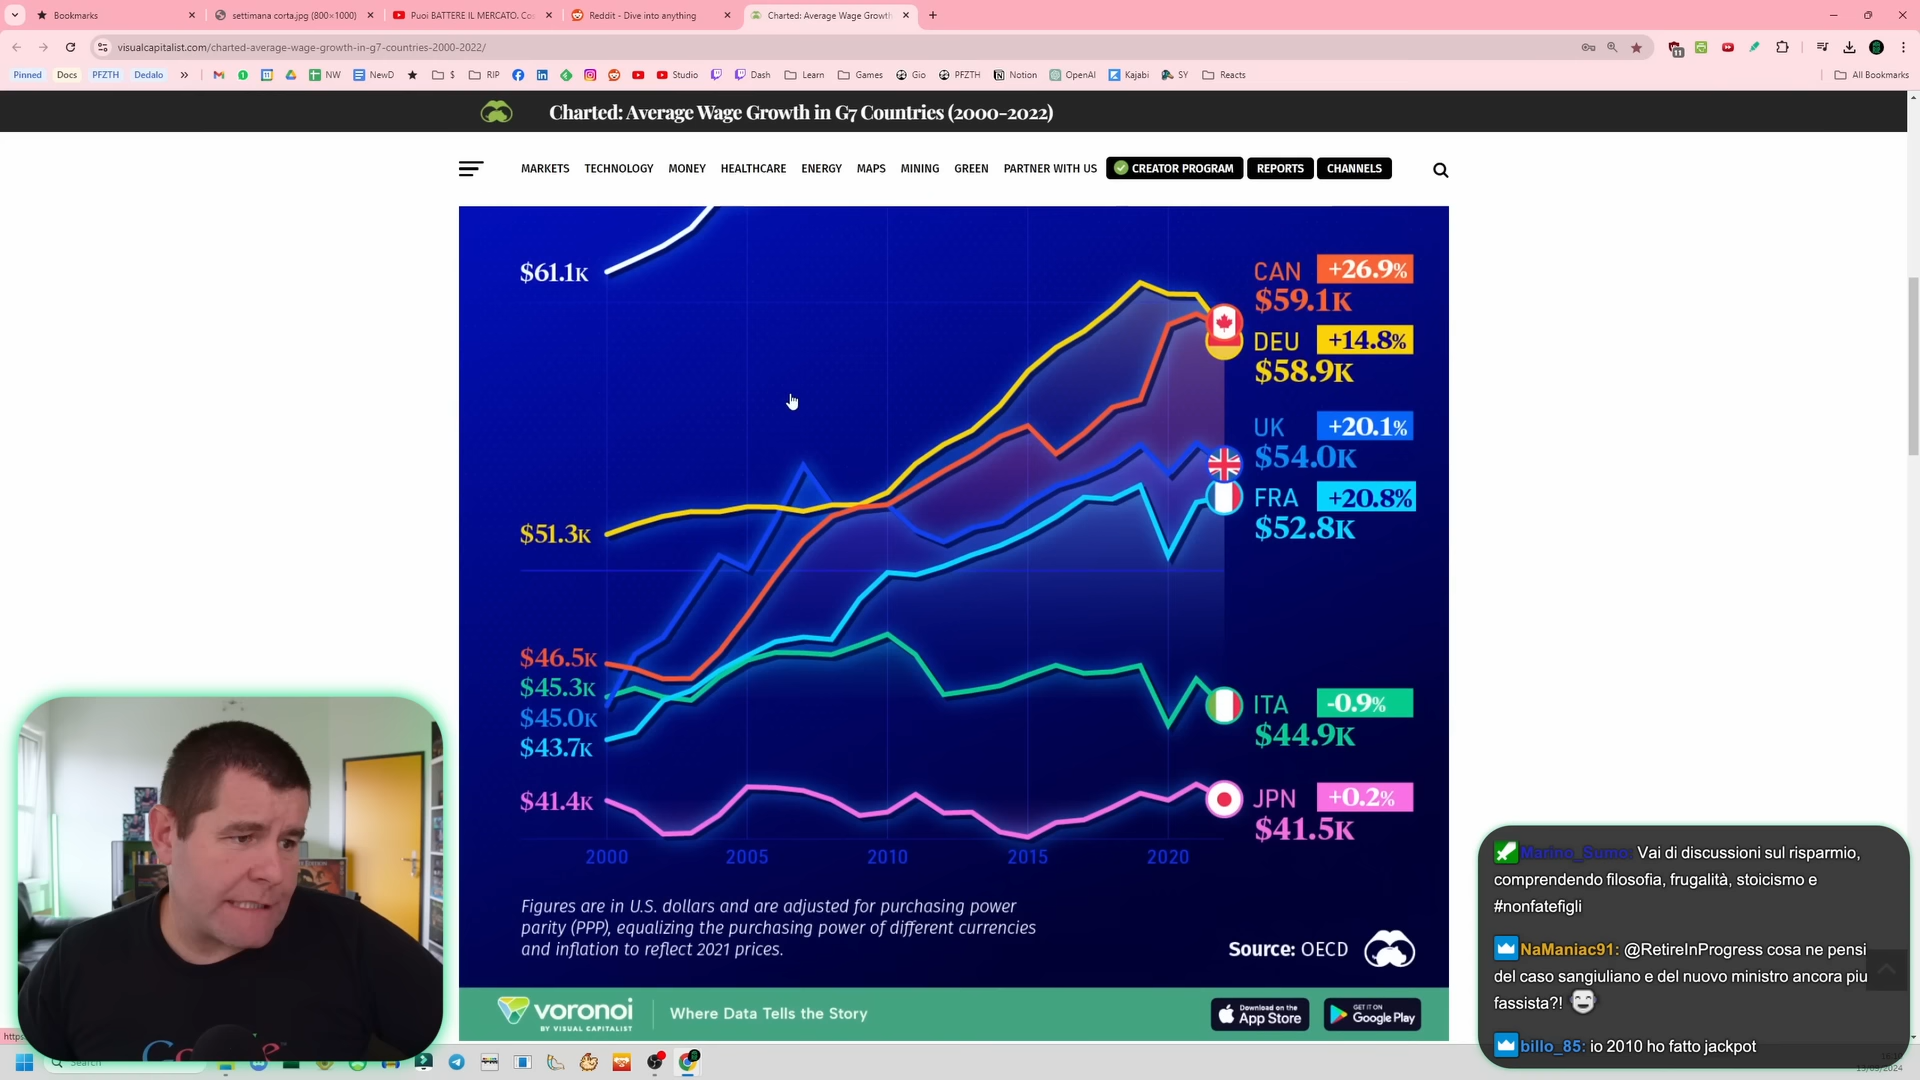 Bookmarks
settimana corta.jpg (800×1000)
Puoi BATTERE IL MERCATO. Cos
Reddit - Dive into anything
Charted: Average Wage Growth
visualcapitalist.com/charted-average-wage-growth-in-g7-countries-2000-2022/
Pinned Docs PFZTH Dedalo NW NewD $ RIP Studio Dash Learn Games Gio PFZTH Notion OpenAI Kajabi SY Reacts All Bookmarks
Charted: Average Wage Growth in G7 Countries (2000-2022)
MARKETS TECHNOLOGY MONEY HEALTHCARE ENERGY MAPS MINING GREEN PARTNER WITH US CREATOR PROGRAM REPORTS CHANNELS
$61.1K
CAN +26.9%
$59.1K
DEU +14.8%
$58.9K
UK +20.1%
$54.0K
FRA +20.8%
$52.8K
$51.3K
$46.5K
$45.3K
$45.0K
$43.7K
ITA -0.9%
$44.9K
$41.4K
JPN +0.2%
$41.5K
2000 2005 2010 2015 2020
Figures are in U.S. dollars and are adjusted for purchasing power
parity (PPP), equalizing the purchasing power of different currencies
and inflation to reflect 2021 prices.
Source: OECD
voronoi
BY VISUAL CAPITALIST
Where Data Tells the Story
Download on the
App Store
GET IT ON
Google Play
Marino_Sumo: Vai di discussioni sul risparmio,
comprendendo filosofia, frugalità, stoicismo e
#nonfatefigli
NaManiac91: @RetireInProgress cosa ne pensi
del caso sangiuliano e del nuovo ministro ancora piu
fassista?!
billo_85: io 2010 ho fatto jackpot
Search